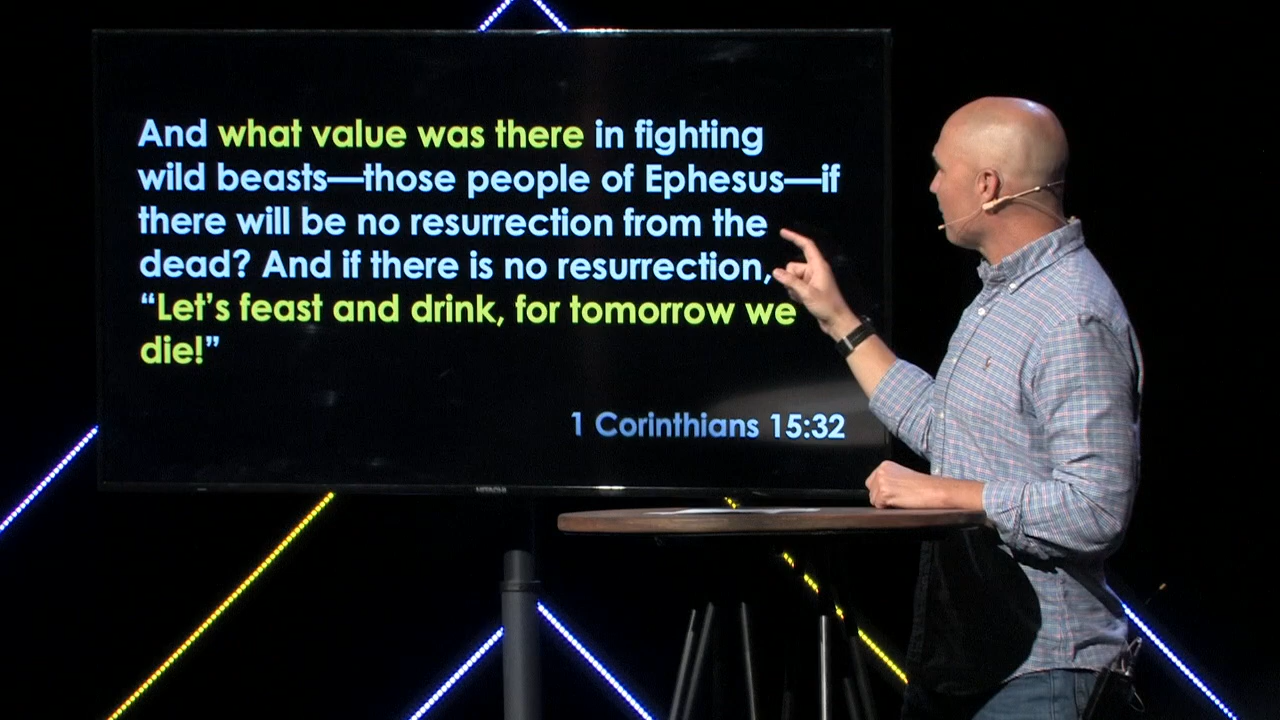 And what value was there in fighting
wild beasts—those people of Ephesus—if
there will be no resurrection from the
dead? And if there is no resurrection,
“Let’s feast and drink, for tomorrow we
die!”
1 Corinthians 15:32
HITACHI